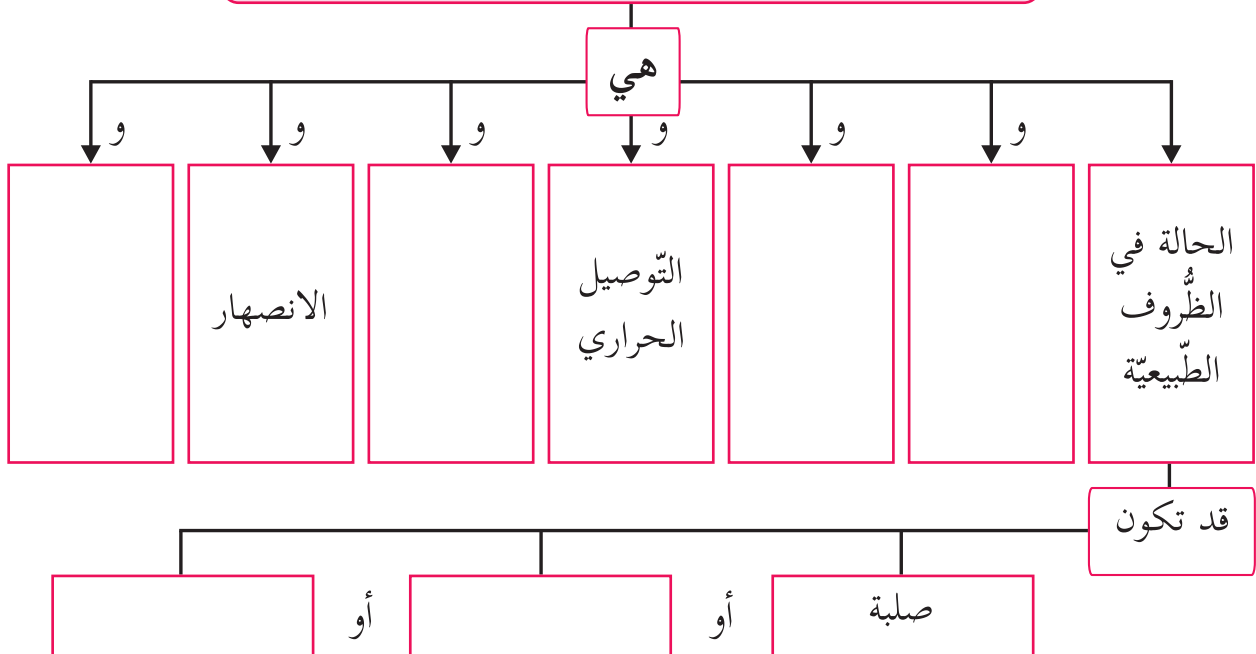 هي
و
و
و
و
و
و
الحالة في
الظُّروف
الطّبيعيّة
التّوصيل
الحراري
الانصهار
قد تكون
صلبة
أو
أو